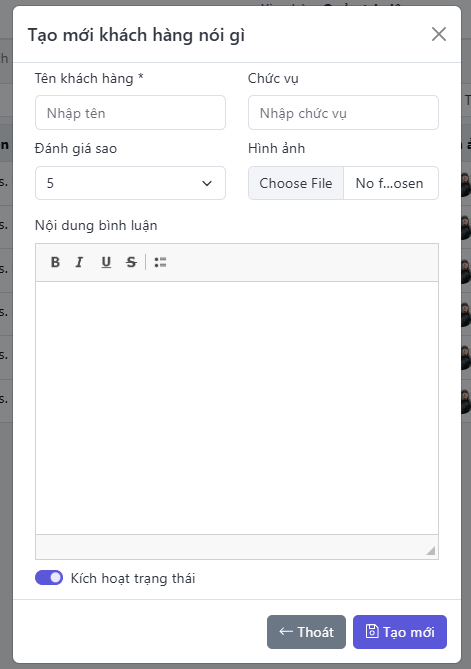 Tạo mới khách hàng nói gì
Tên khách hàng *
Chức vụ
Nhập tên
Nhập chức vụ
Đánh giá sao
Hình ảnh
5
Choose File
No f...osen
Nội dung bình luận
B I U S
Kích hoạt trạng thái
Thoát
Tạo mới